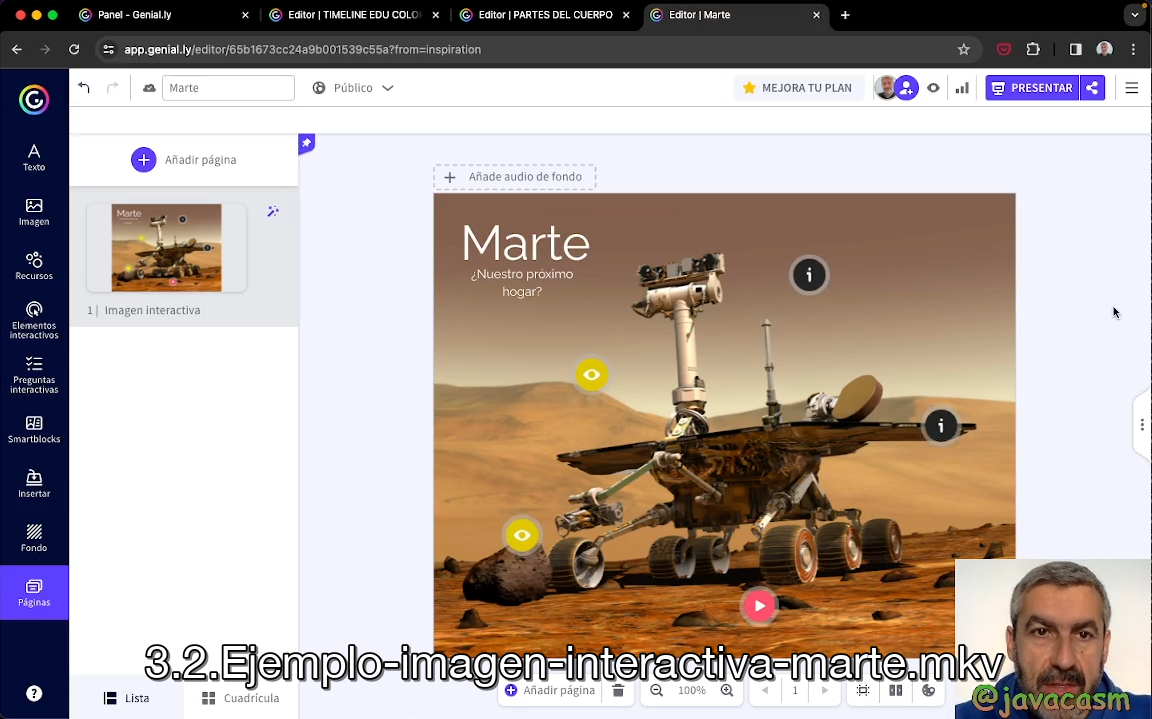 Panel - Genial.ly
Editor | TIMELINE EDU COLOR
Editor | PARTES DEL CUERPO
Editor | Marte
app.genial.ly/editor/65b1673cc24a9b001539c55a?from=inspiration
Marte
Público
MEJORA TU PLAN
PRESENTAR
Texto
Imagen
Recursos
Elementos
interactivos
Preguntas
interactivas
Smartblocks
Insertar
Fondo
Páginas
Añadir página
Marte
1 | Imagen interactiva
Lista
Cuadrícula
Añade audio de fondo
Marte
¿Nuestro próximo
hogar?
i
i
3.2.Ejemplo-imagen-interactiva-marte.mkv
Añadir página
100%
1
@javacasm